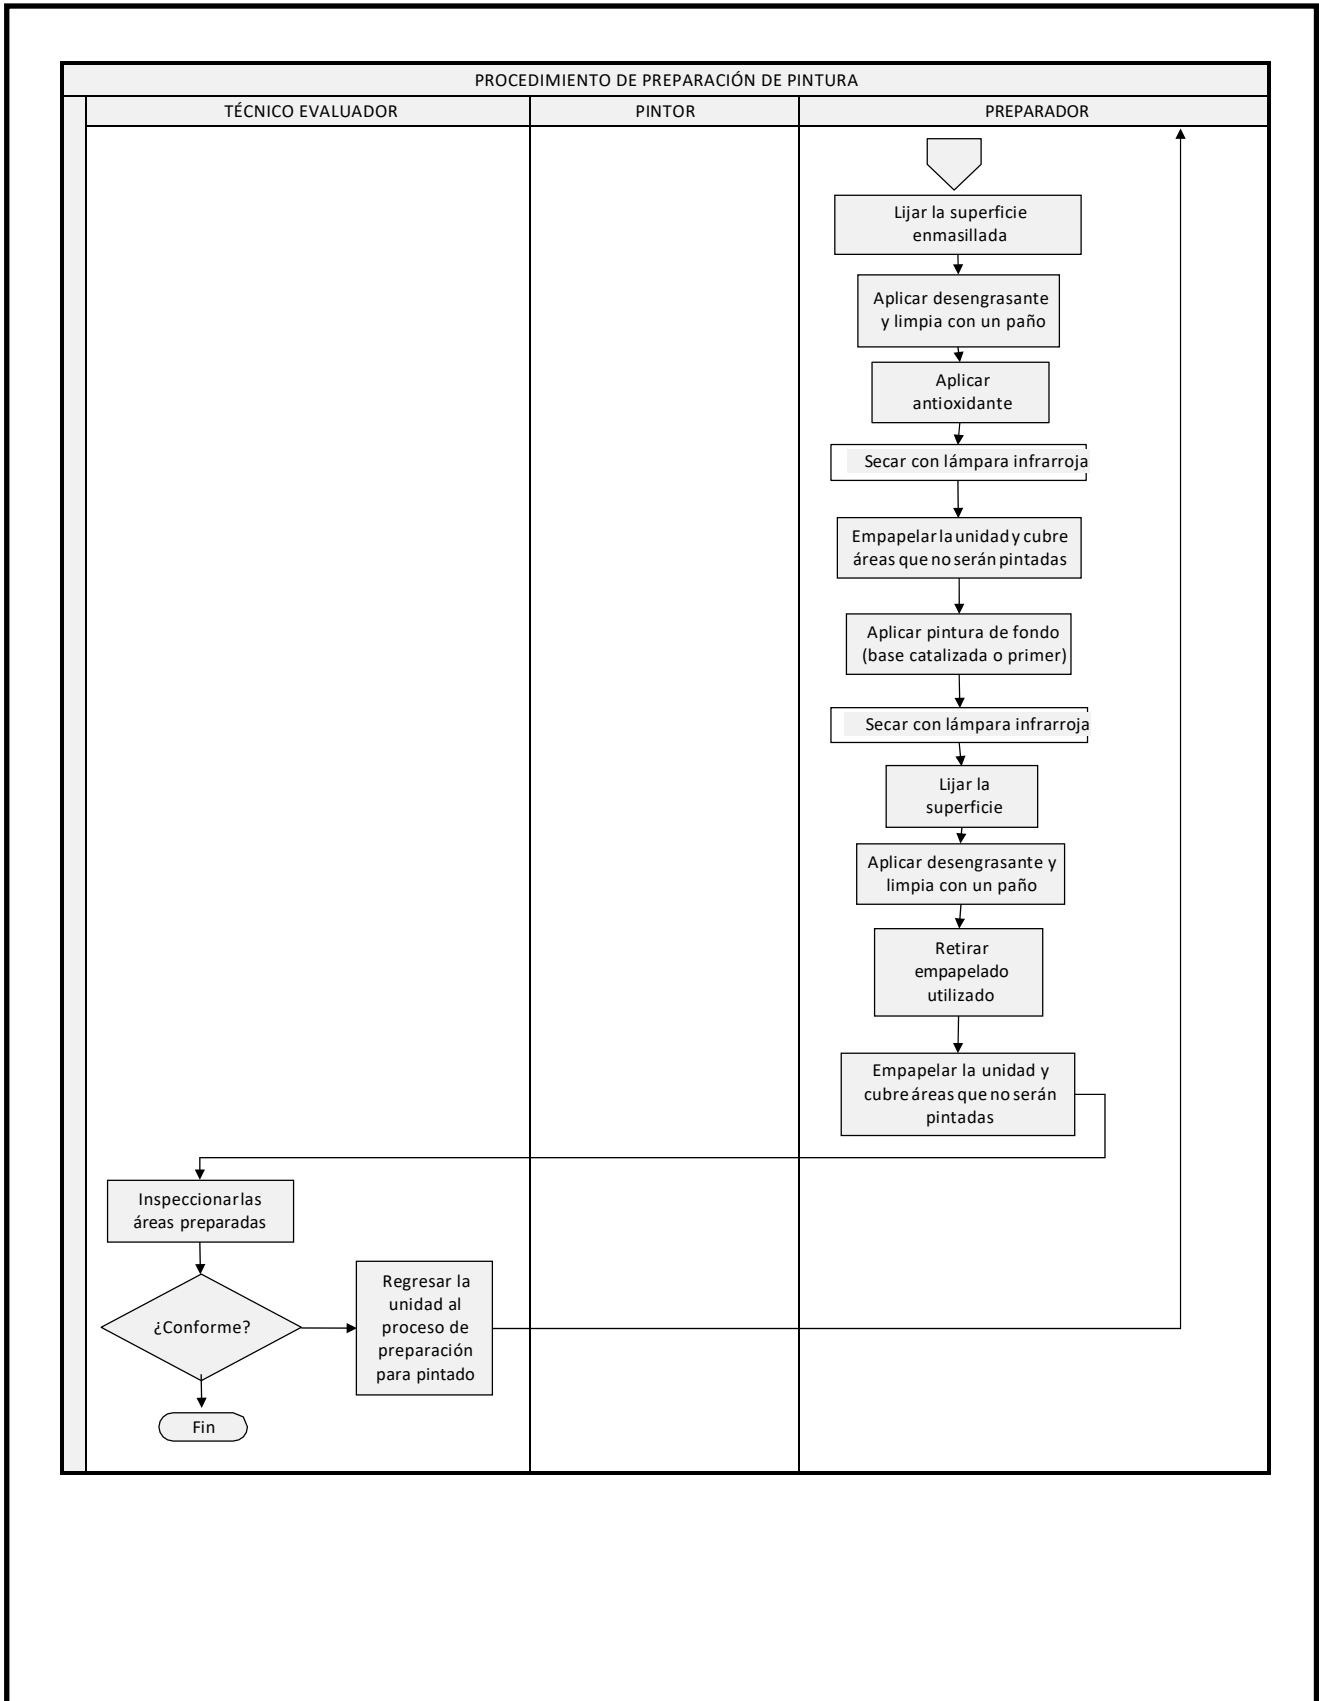 PROCEDIMIENTO DE PREPARACIÓN DE PINTURA
TÉCNICO EVALUADOR
PINTOR
PREPARADOR
Lijar la superficie
enmasillada
Aplicar desengrasante
y limpia con un paño
Aplicar
antioxidante
Secar con lámpara infrarroja
Empapelar la unidad y cubre
áreas que no serán pintadas
Aplicar pintura de fondo
(base catalizada o primer)
Secar con lámpara infrarroja
Lijar la
superficie
Aplicar desengrasante y
limpia con un paño
Retirar
empapelado
utilizado
Empapelar la unidad y
cubre áreas que no serán
pintadas
Inspeccionar las
áreas preparadas
¿Conforme?
Regresar la
unidad al
proceso de
preparación
para pintado
Fin